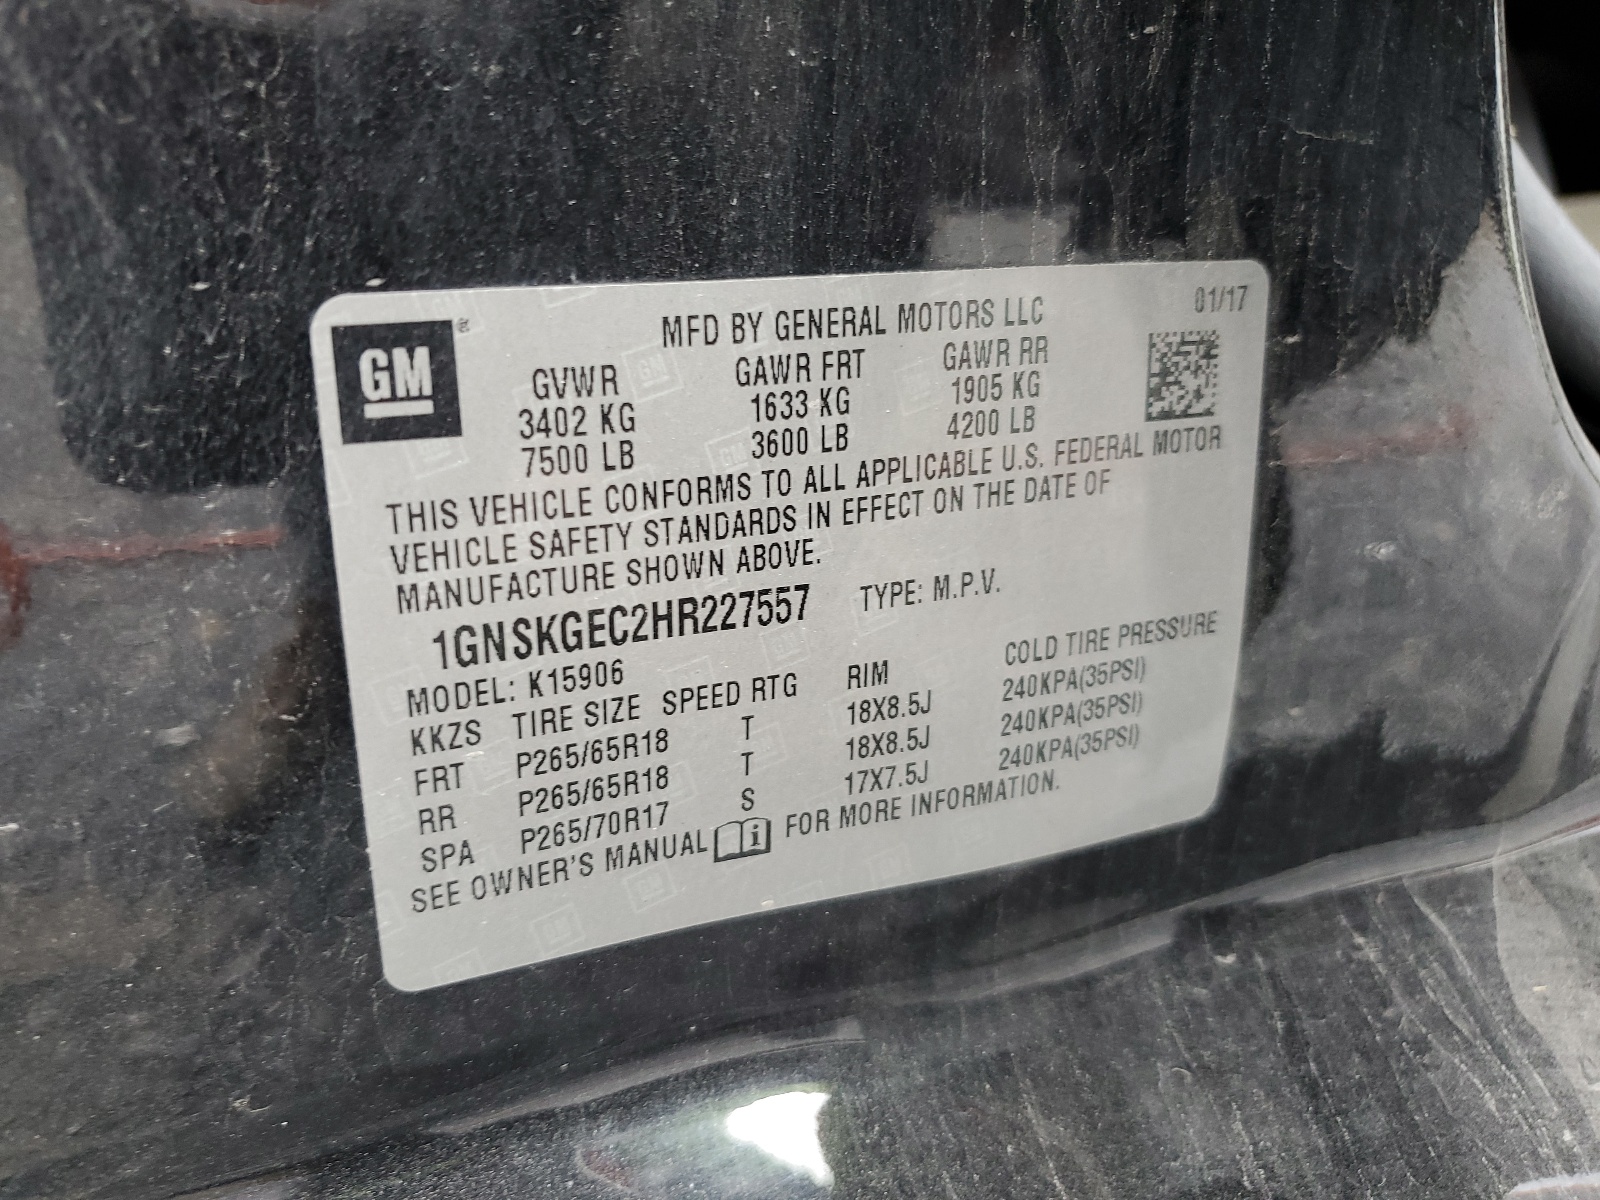 GM
®
MFD BY GENERAL MOTORS LLC
01/17
GVWR GAWR FRT GAWR RR
3402 KG 1633 KG 1905 KG
7500 LB 3600 LB 4200 LB
THIS VEHICLE CONFORMS TO ALL APPLICABLE U.S. FEDERAL MOTOR
VEHICLE SAFETY STANDARDS IN EFFECT ON THE DATE OF
MANUFACTURE SHOWN ABOVE.
1GNSKGEC2HR227557 TYPE: M.P.V.
MODEL: K15906
KKZS TIRE SIZE SPEED RTG RIM COLD TIRE PRESSURE
FRT P265/65R18 T 18X8.5J 240KPA(35PSI)
RR P265/65R18 T 18X8.5J 240KPA(35PSI)
SPA P265/70R17 S 17X7.5J 240KPA(35PSI)
SEE OWNER'S MANUAL i FOR MORE INFORMATION.